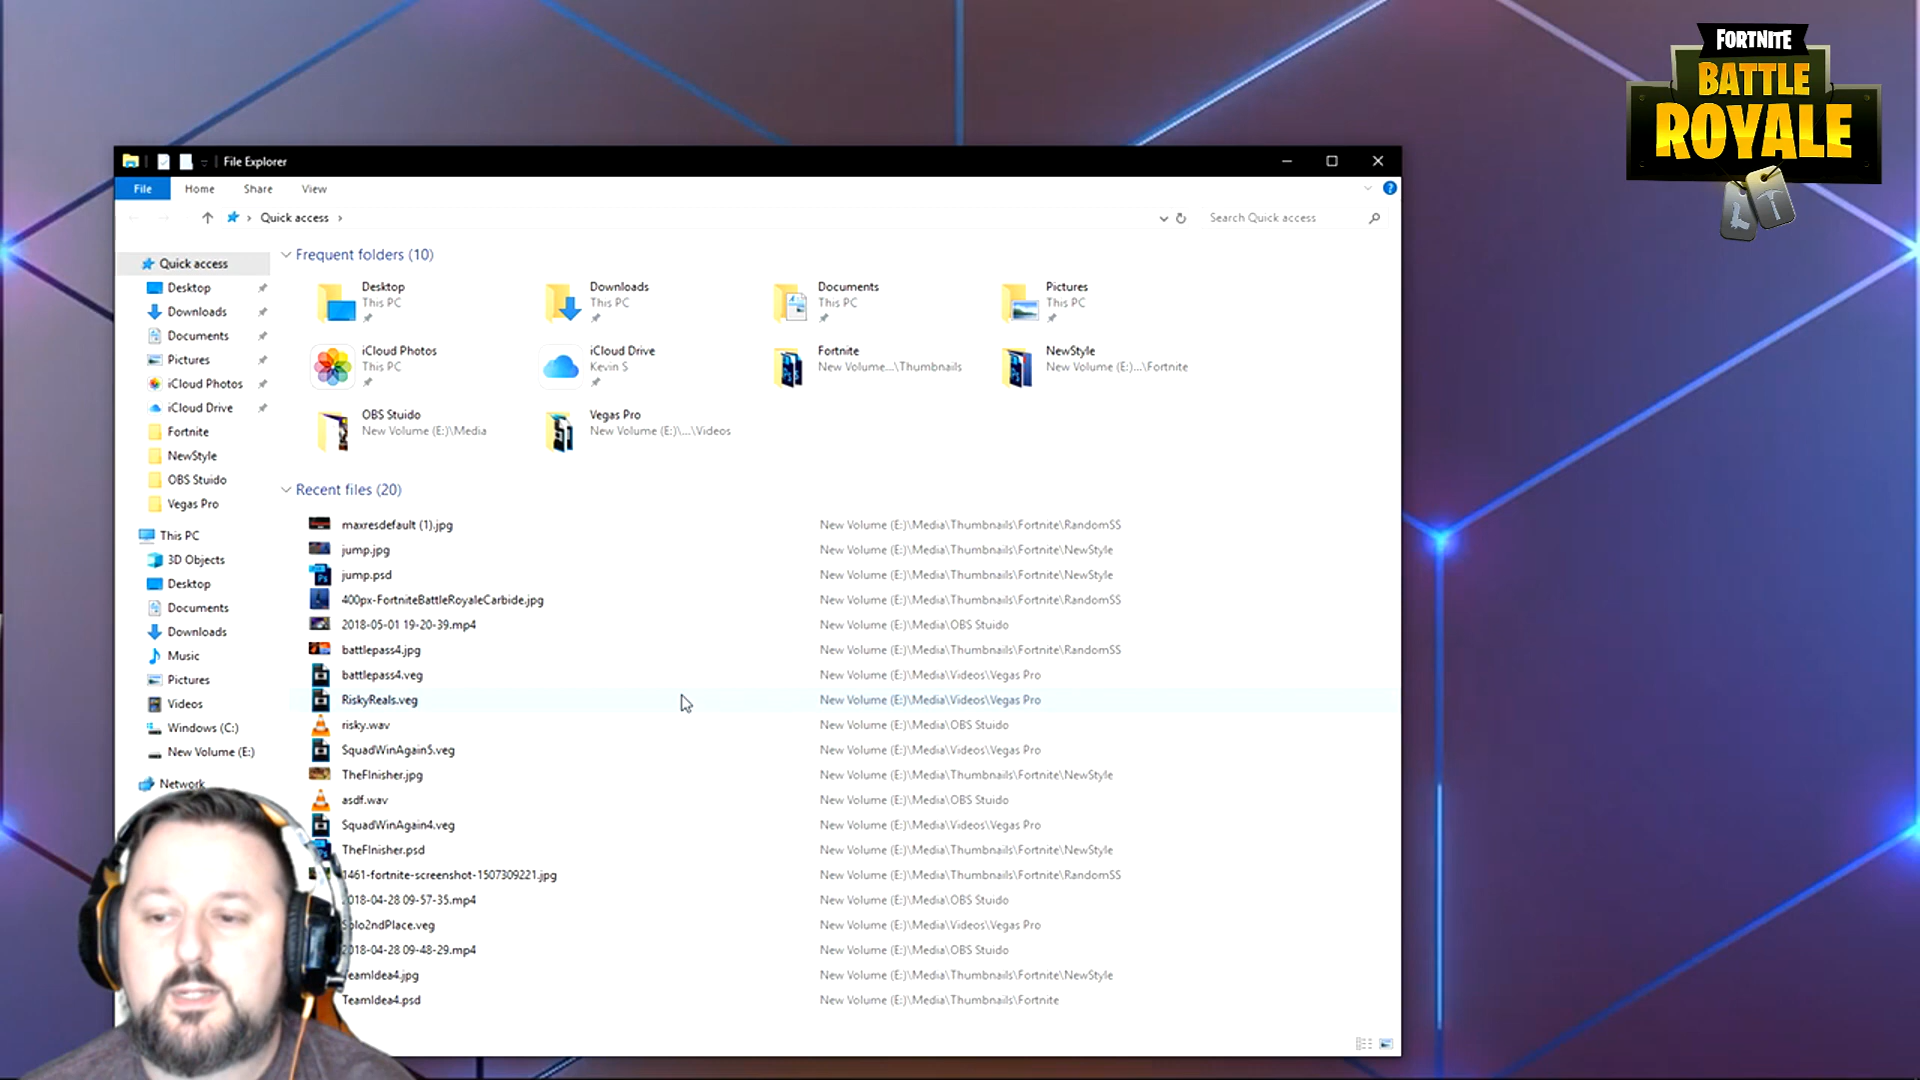 FORTNITE
BATTLE
ROYALE
File Explorer
File Home Share View
Quick access
Search Quick access
Quick access
Desktop
Downloads
Documents
Pictures
iCloud Photos
iCloud Drive
Fortnite
NewStyle
OBS Stuido
Vegas Pro
This PC
3D Objects
Desktop
Documents
Downloads
Music
Pictures
Videos
Windows (C:)
New Volume (E:)
Network
Frequent folders (10)
Desktop
This PC
Downloads
This PC
Documents
This PC
Pictures
This PC
iCloud Photos
This PC
iCloud Drive
Kevin S
Fortnite
New Volume...\Thumbnails
NewStyle
New Volume (E:)...\Fortnite
OBS Stuido
New Volume (E:)\Media
Vegas Pro
New Volume (E:)\...\Videos
Recent files (20)
maxresdefault (1).jpg New Volume (E:)\Media\Thumbnails\Fortnite\RandomSS
jump.jpg New Volume (E:)\Media\Thumbnails\Fortnite\NewStyle
jump.psd New Volume (E:)\Media\Thumbnails\Fortnite\NewStyle
400px-FortniteBattleRoyaleCarbide.jpg New Volume (E:)\Media\Thumbnails\Fortnite\RandomSS
2018-05-01 19-20-39.mp4 New Volume (E:)\Media\OBS Stuido
battlepass4.jpg New Volume (E:)\Media\Thumbnails\Fortnite\RandomSS
battlepass4.veg New Volume (E:)\Media\Videos\Vegas Pro
RiskyReals.veg New Volume (E:)\Media\Videos\Vegas Pro
risky.wav New Volume (E:)\Media\OBS Stuido
SquadWinAgain5.veg New Volume (E:)\Media\Videos\Vegas Pro
TheFInisher.jpg New Volume (E:)\Media\Thumbnails\Fortnite\NewStyle
asdf.wav New Volume (E:)\Media\OBS Stuido
SquadWinAgain4.veg New Volume (E:)\Media\Videos\Vegas Pro
TheFInisher.psd New Volume (E:)\Media\Thumbnails\Fortnite\NewStyle
1461-fortnite-screenshot-1507309221.jpg New Volume (E:)\Media\Thumbnails\Fortnite\RandomSS
2018-04-28 09-57-35.mp4 New Volume (E:)\Media\OBS Stuido
Solo2ndPlace.veg New Volume (E:)\Media\Videos\Vegas Pro
2018-04-28 09-48-29.mp4 New Volume (E:)\Media\OBS Stuido
TeamIdea4.jpg New Volume (E:)\Media\Thumbnails\Fortnite\NewStyle
TeamIdea4.psd New Volume (E:)\Media\Thumbnails\Fortnite